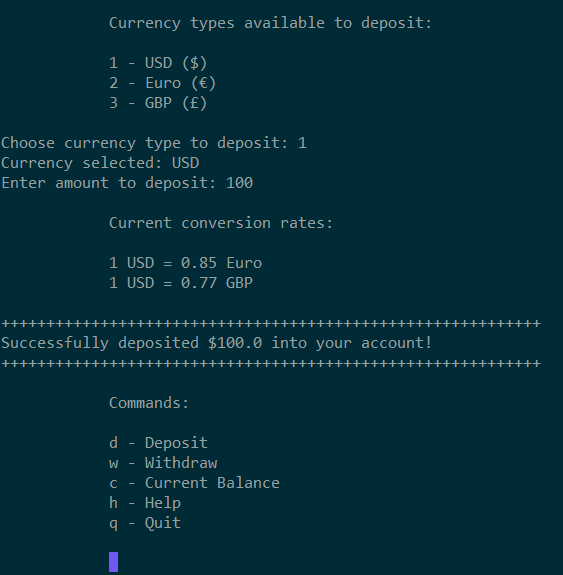 Currency types available to deposit:
1 - USD ($)
2 - Euro (€)
3 - GBP (£)
Choose currency type to deposit: 1
Currency selected: USD
Enter amount to deposit: 100
Current conversion rates:
1 USD = 0.85 Euro
1 USD = 0.77 GBP
++++++++++++++++++++++++++++++++++++++++++++++++++++++++++++
Successfully deposited $100.0 into your account!
++++++++++++++++++++++++++++++++++++++++++++++++++++++++++++
Commands:
d - Deposit
w - Withdraw
c - Current Balance
h - Help
q - Quit